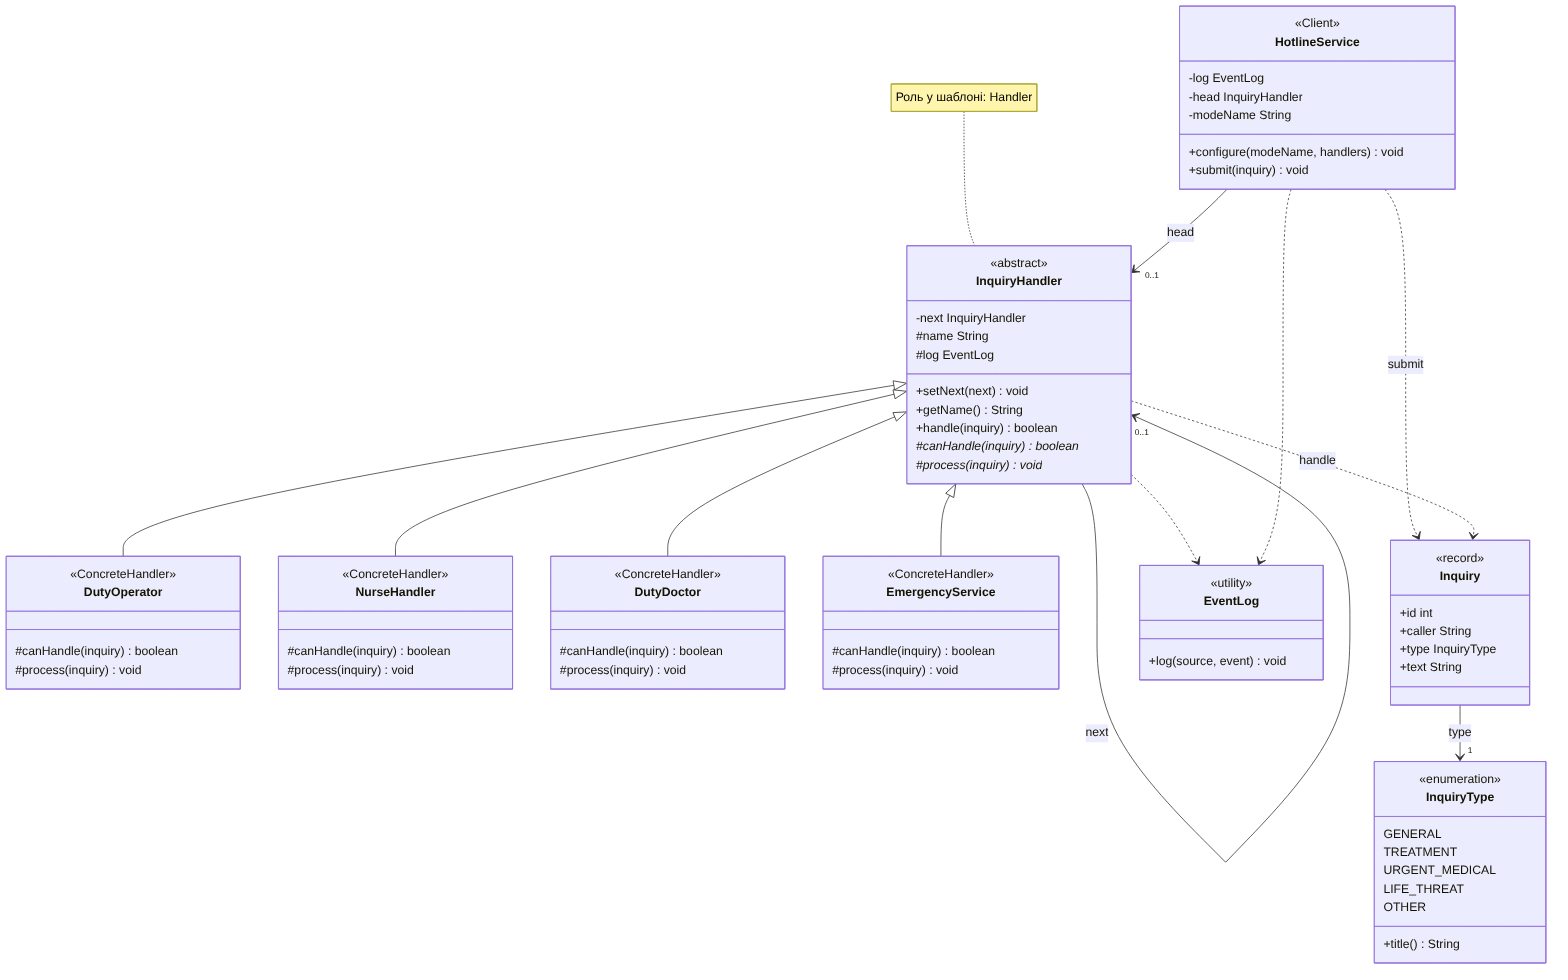 «Client»
HotlineService
-log EventLog
-head InquiryHandler
-modeName String
+configure(modeName, handlers) : void
+submit(inquiry) : void
Роль у шаблоні: Handler
head
0..1
«abstract»
InquiryHandler
-next InquiryHandler
#name String
#log EventLog
+setNext(next) : void
+getName() : String
+handle(inquiry) : boolean
#canHandle(inquiry) : boolean
#process(inquiry) : void
submit
0..1
handle
«ConcreteHandler»
DutyOperator
#canHandle(inquiry) : boolean
#process(inquiry) : void
«ConcreteHandler»
NurseHandler
#canHandle(inquiry) : boolean
#process(inquiry) : void
«ConcreteHandler»
DutyDoctor
#canHandle(inquiry) : boolean
#process(inquiry) : void
«ConcreteHandler»
EmergencyService
#canHandle(inquiry) : boolean
#process(inquiry) : void
«utility»
EventLog
+log(source, event) : void
«record»
Inquiry
+id int
+caller String
+type InquiryType
+text String
next
type
1
«enumeration»
InquiryType
GENERAL
TREATMENT
URGENT_MEDICAL
LIFE_THREAT
OTHER
+title() : String